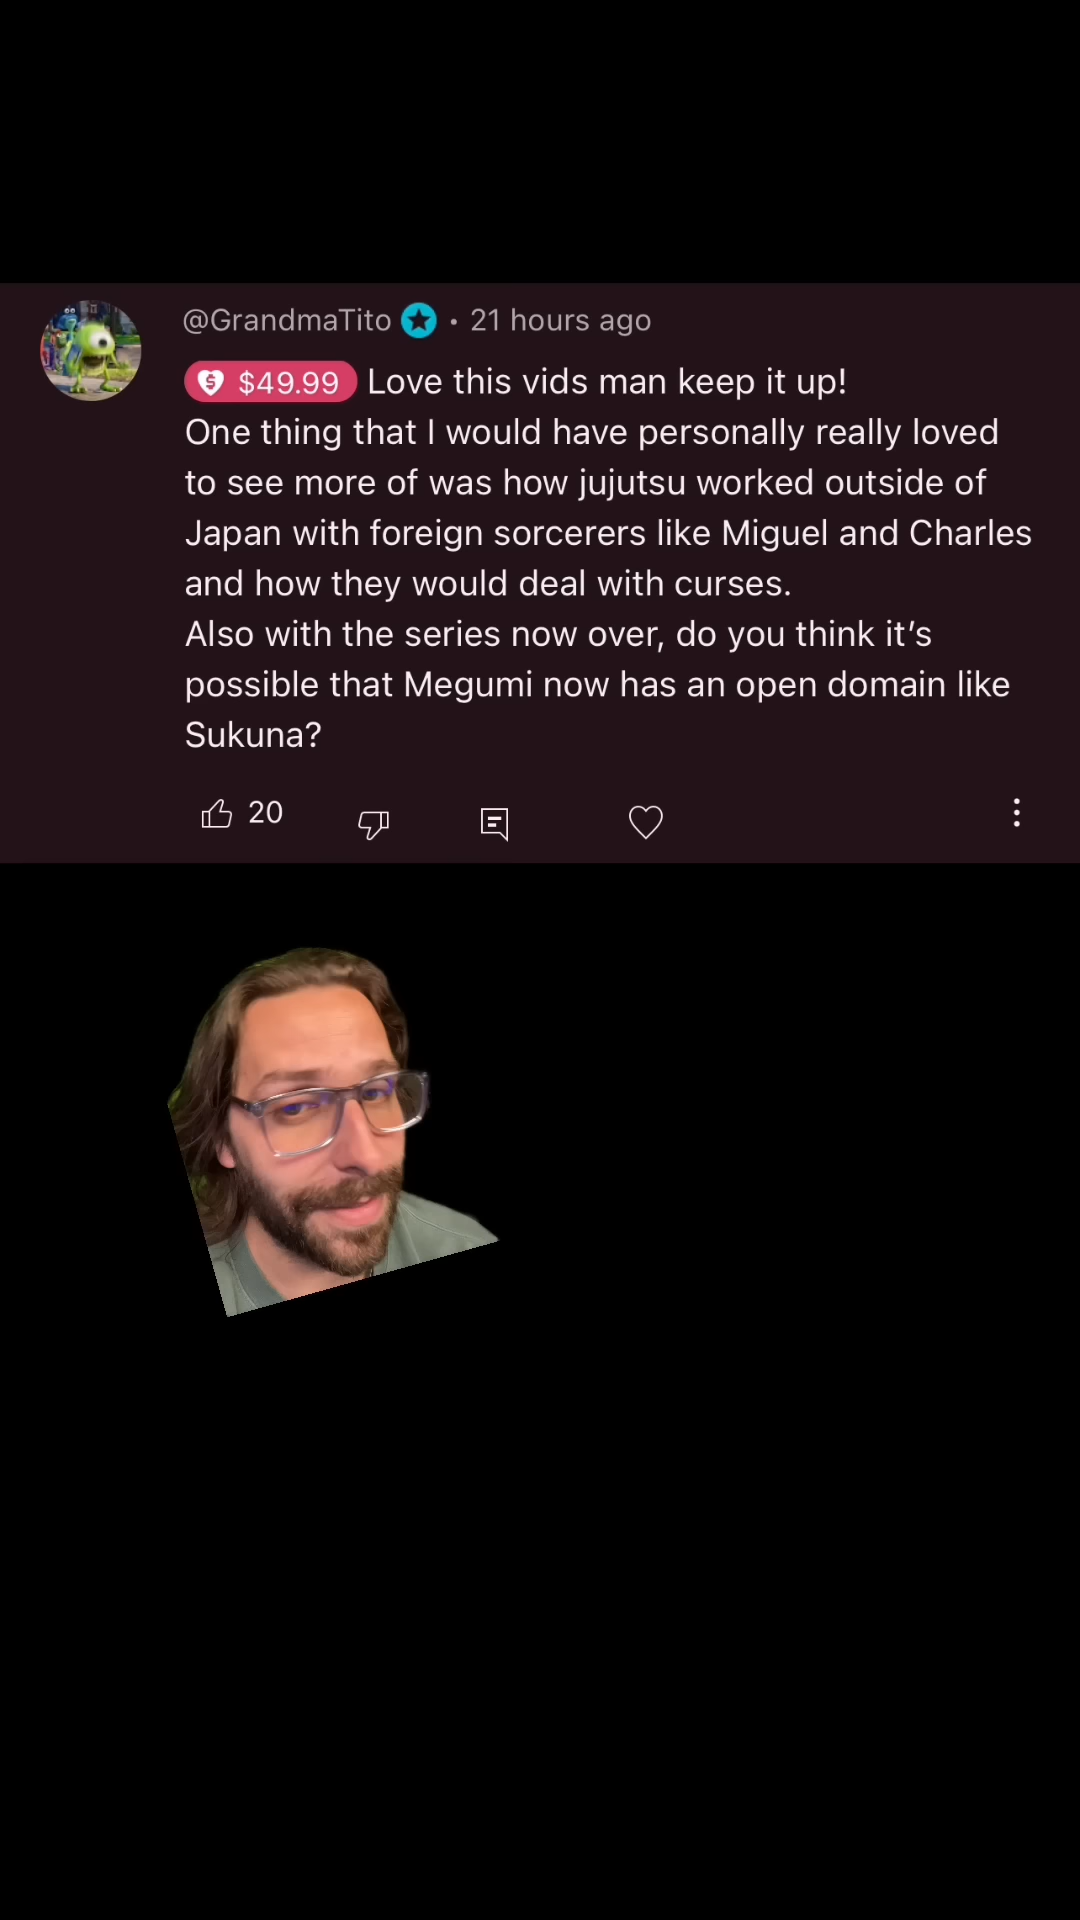 @GrandmaTito · 21 hours ago
$49.99 Love this vids man keep it up!
One thing that I would have personally really loved
to see more of was how jujutsu worked outside of
Japan with foreign sorcerers like Miguel and Charles
and how they would deal with curses.
Also with the series now over, do you think it’s
possible that Megumi now has an open domain like
Sukuna?
20